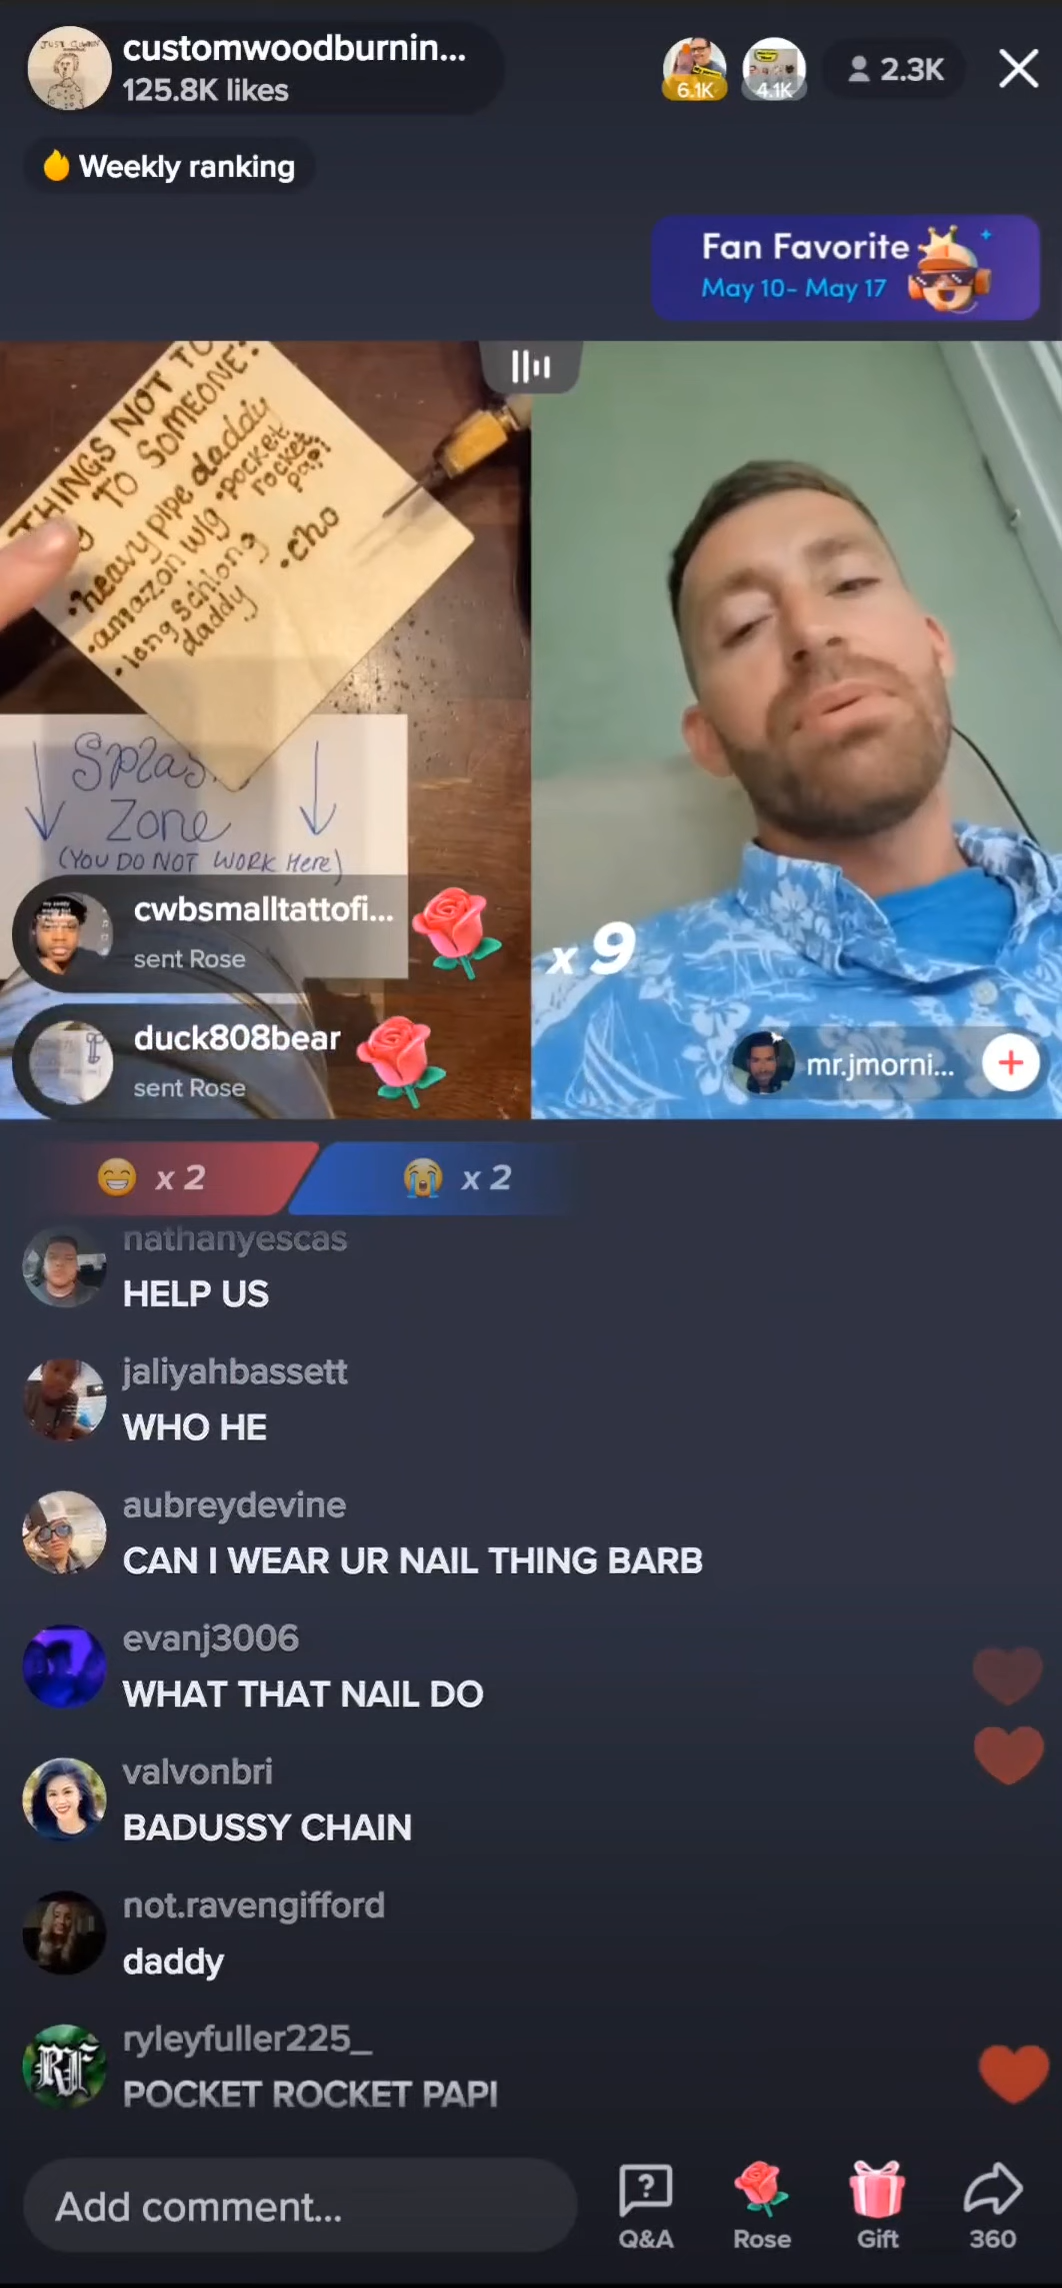 customwoodburnin...
125.8K likes
6.1K
4.1K
2.3K
Weekly ranking
Fan Favorite
May 10- May 17
THINGS NOT TO
TO SOMEONE:
•heavy pipe daddy
•amazon wig
•long schlong
daddy
•pocket
rocket
papi
•cho
Splas
Zone
(YOU DO NOT WORK Here)
cwbsmalltattofi...
sent Rose
x 9
duck808bear
sent Rose
mr.jmorni...
x 2
x 2
nathanyescas
HELP US
jaliyahbassett
WHO HE
aubreydevine
CAN I WEAR UR NAIL THING BARB
evanj3006
WHAT THAT NAIL DO
valvonbri
BADUSSY CHAIN
not.ravengifford
daddy
RF
ryleyfuller225_
POCKET ROCKET PAPI
Add comment...
Q&A
Rose
Gift
360